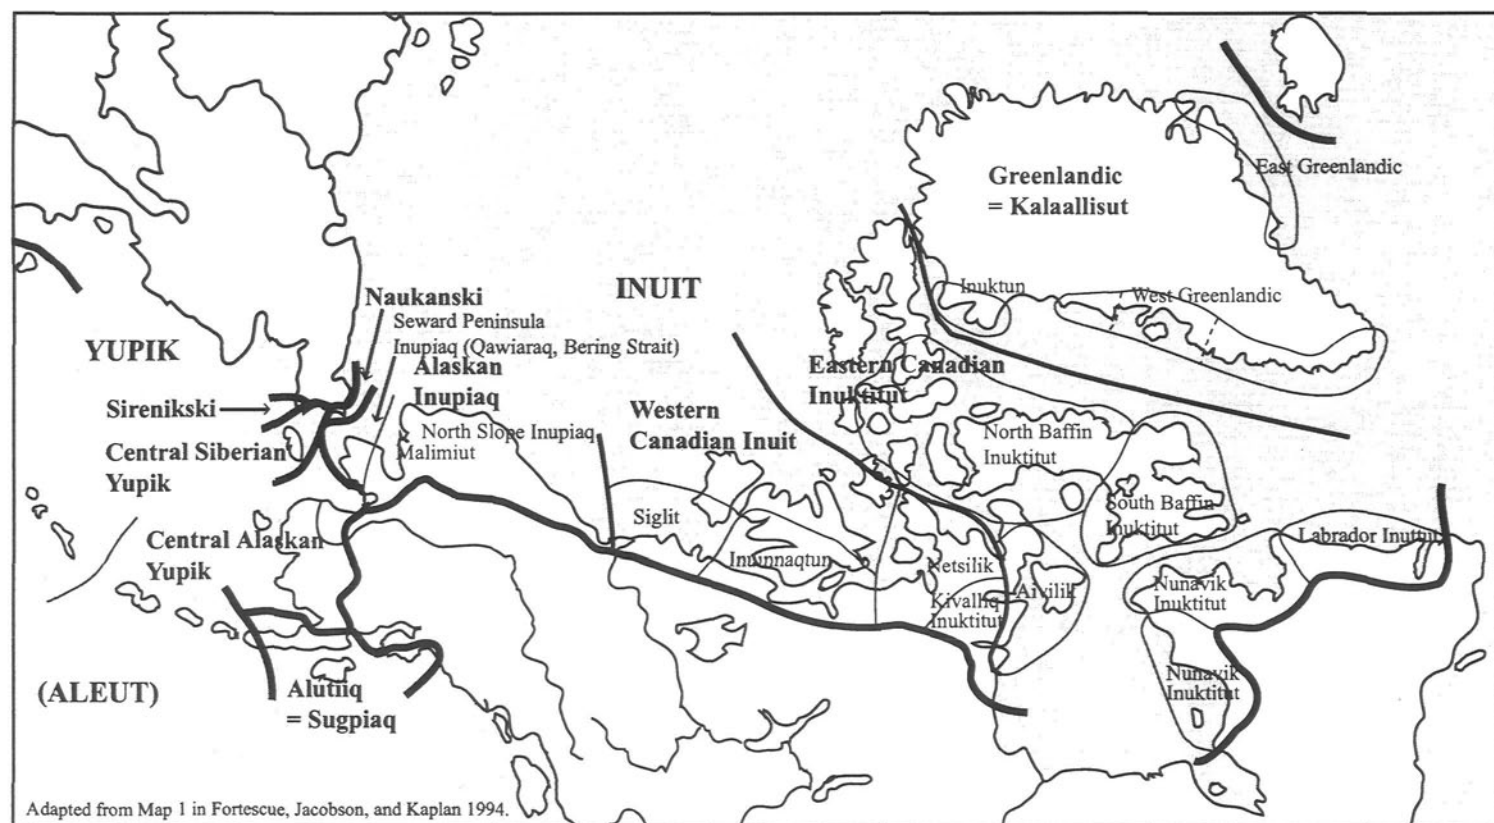 East Greenlandic
Greenlandic
= Kalaallisut
Inuktun
West Greenlandic
INUIT
Naukanski
Seward Peninsula
Inupiaq (Qawiaraq, Bering Strait)
YUPIK
Alaskan
Inupiaq
Eastern Canadian
Inuktitut
Sirenikski
Western
Canadian Inuit
North Slope Inupiaq
Malimiut
North Baffin
Inuktitut
Central Siberian
Yupik
Siglit
South Baffin
Inuktitut
Central Alaskan
Yupik
Labrador Inuttut
Inuinnaqtun
Netsilik
Aivilik
Kivalliq
Inuktitut
Nunavik
Inuktitut
Nunavik
Inuktitut
(ALEUT)
Alutiiq
= Sugpiaq
Adapted from Map 1 in Fortescue, Jacobson, and Kaplan 1994.